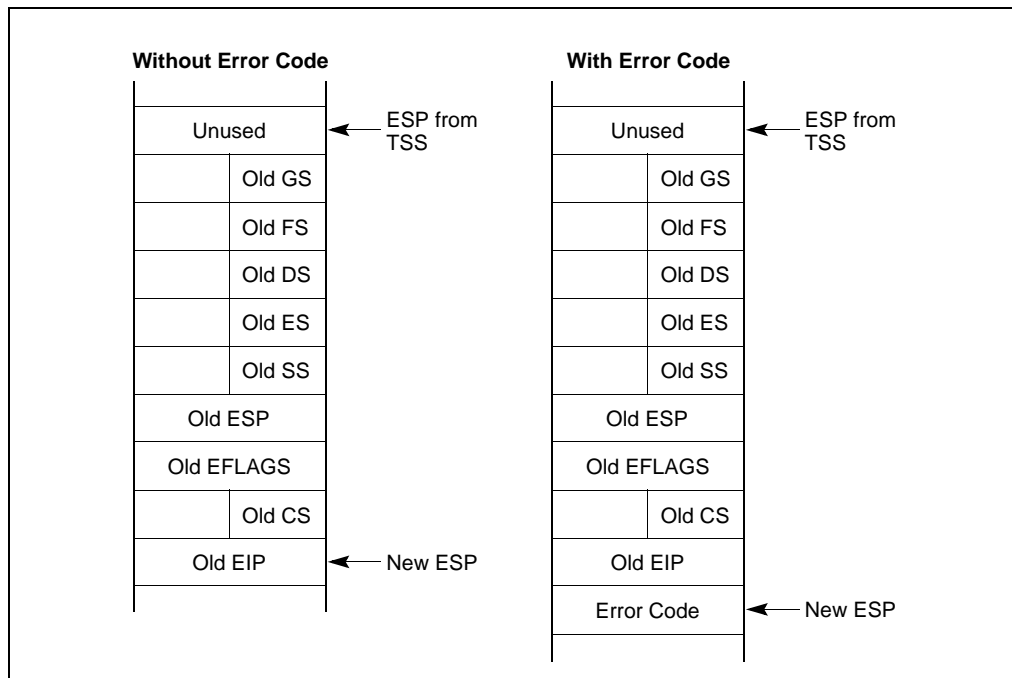 Without Error Code
Unused
ESP from
TSS
Old GS
Old FS
Old DS
Old ES
Old SS
Old ESP
Old EFLAGS
Old CS
Old EIP
New ESP
With Error Code
Unused
ESP from
TSS
Old GS
Old FS
Old DS
Old ES
Old SS
Old ESP
Old EFLAGS
Old CS
Old EIP
Error Code
New ESP